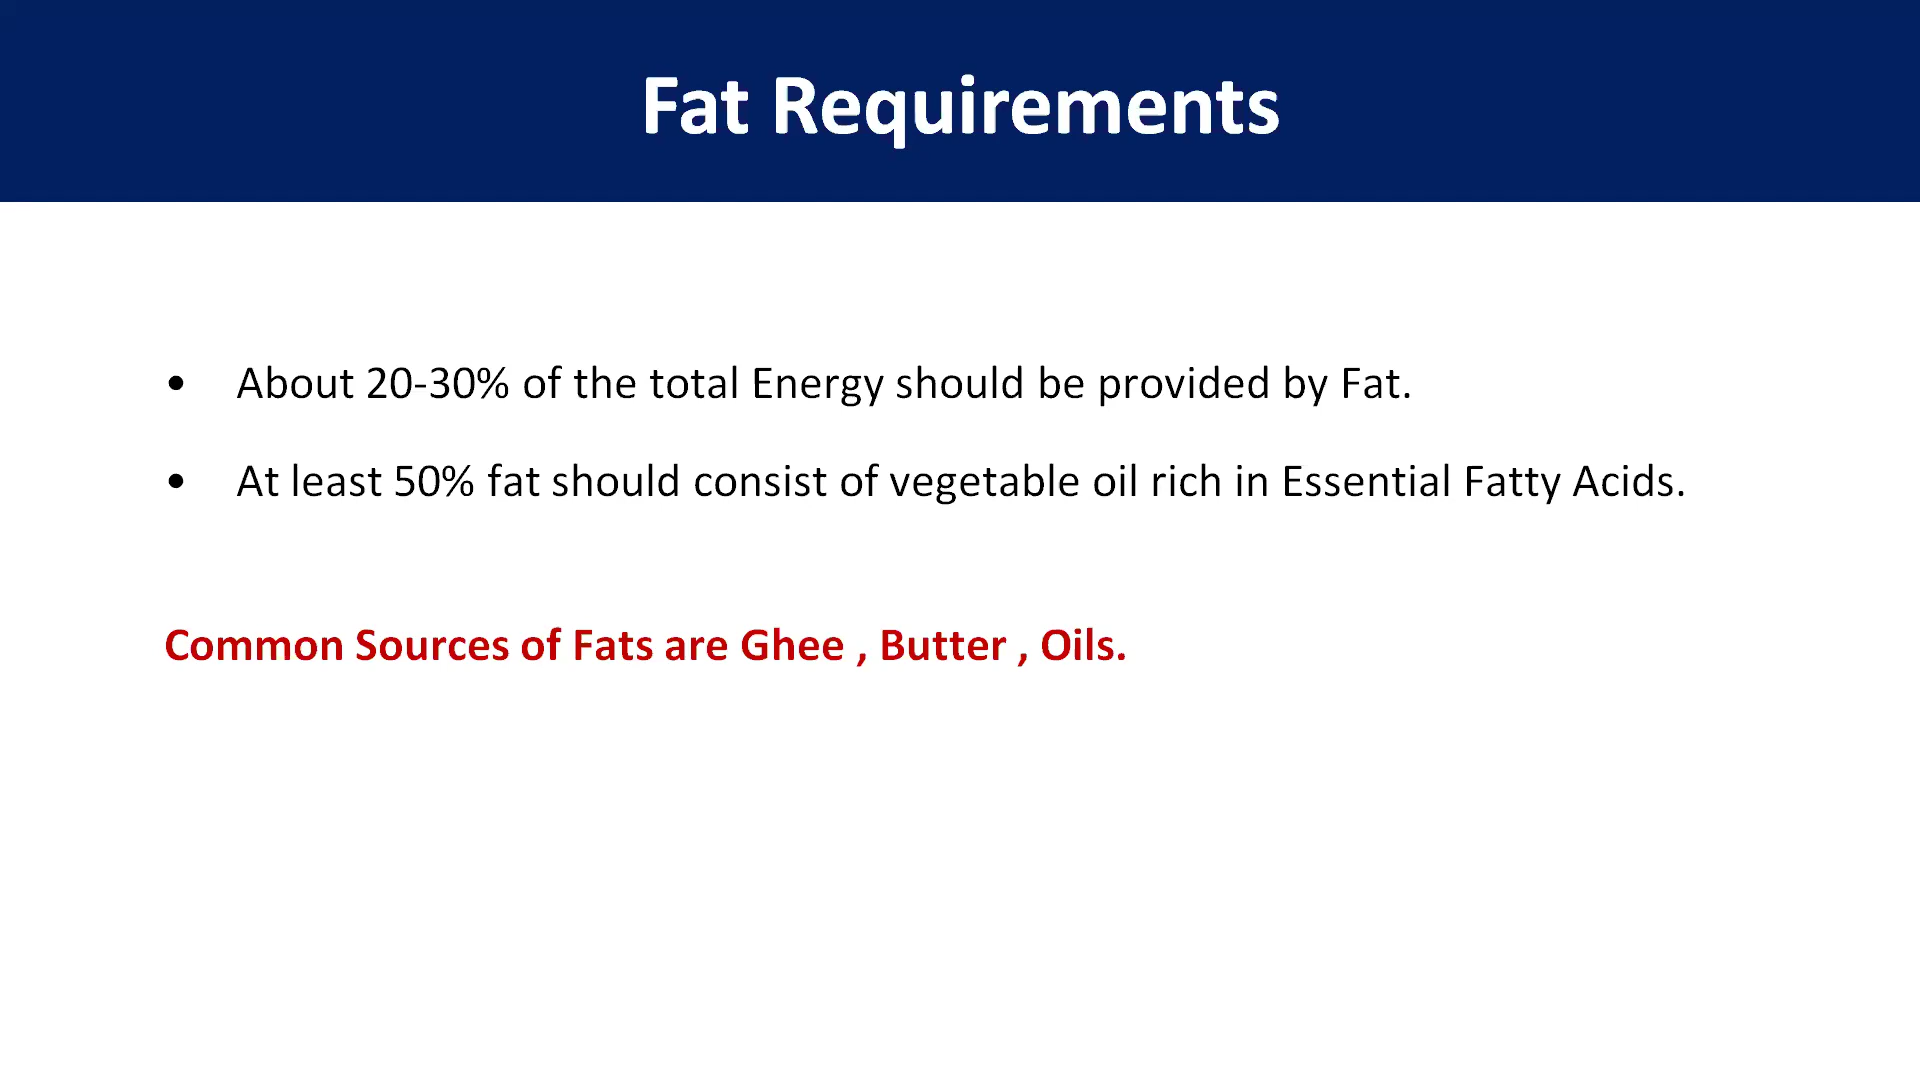 Fat Requirements
• About 20-30% of the total Energy should be provided by Fat.
• At least 50% fat should consist of vegetable oil rich in Essential Fatty Acids.
Common Sources of Fats are Ghee , Butter , Oils.